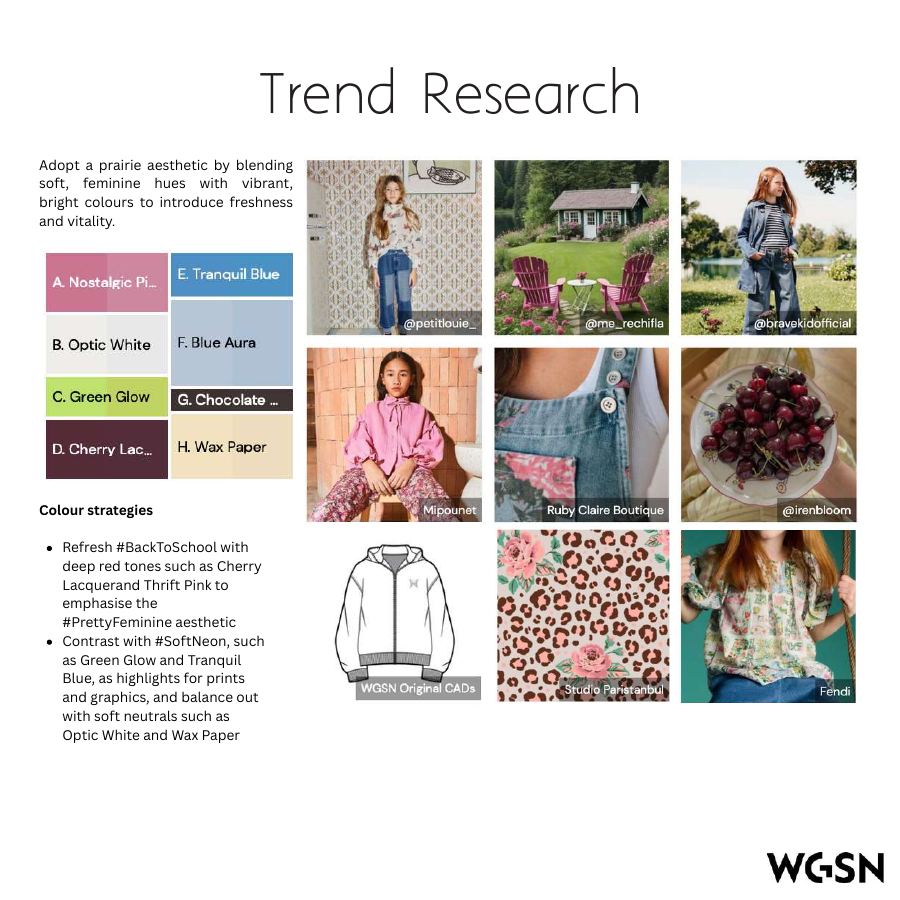 Trend Research
Adopt a prairie aesthetic by blending
soft, feminine hues with vibrant,
bright colours to introduce freshness
and vitality.
A. Nostalgic Pi...
B. Optic White
C. Green Glow
D. Cherry Lac...
E. Tranquil Blue
F. Blue Aura
G. Chocolate ...
H. Wax Paper
Colour strategies
• Refresh #BackToSchool with
deep red tones such as Cherry
Lacquerand Thrift Pink to
emphasise the
#PrettyFeminine aesthetic
• Contrast with #SoftNeon, such
as Green Glow and Tranquil
Blue, as highlights for prints
and graphics, and balance out
with soft neutrals such as
Optic White and Wax Paper
@petitlouie_
@me_rechifla
@bravekidofficial
Mipounet
Ruby Claire Boutique
@irenbloom
WGSN Original CADs
Studio Paristanbul
Fendi
WGSN